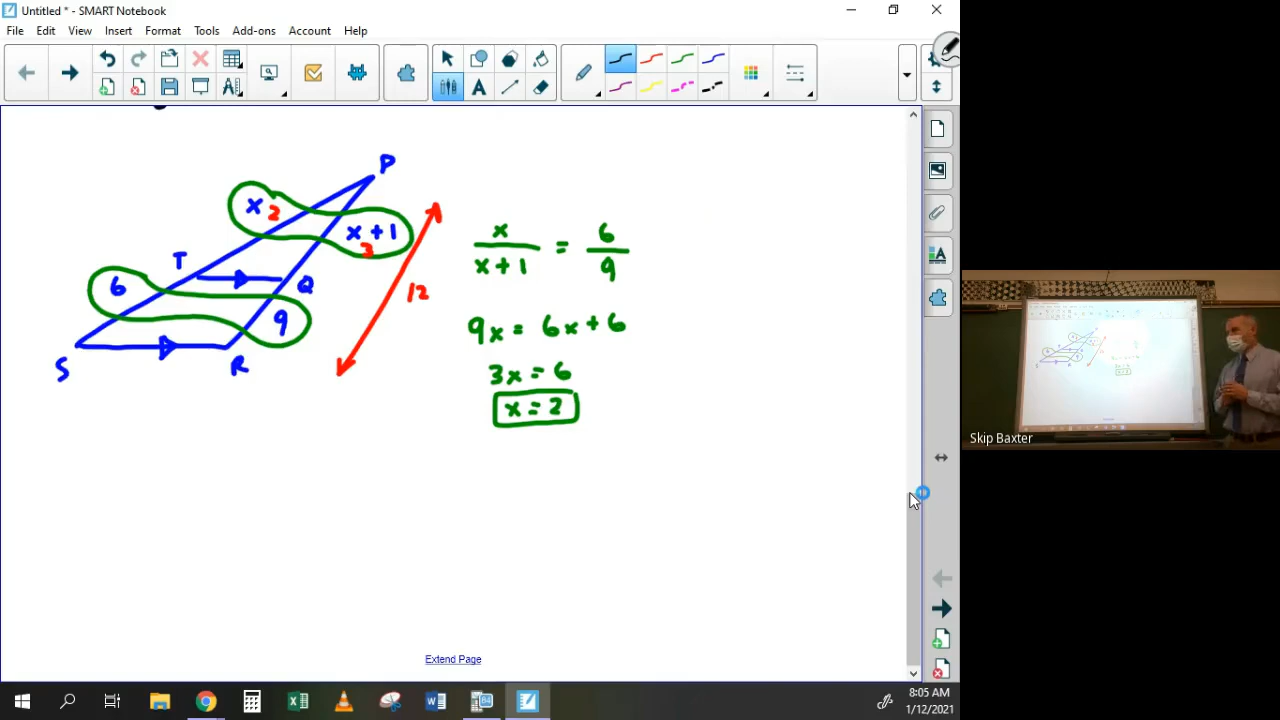 Untitled * - SMART Notebook
File Edit View Insert Format Tools Add-ons Account Help
P
x 2
x + 1
3
T
12
6
Q
9
S
R
x / x + 1 = 6 / 9
9x = 6x + 6
3x = 6
x = 2
Extend Page
Skip Baxter
8:05 AM
1/12/2021